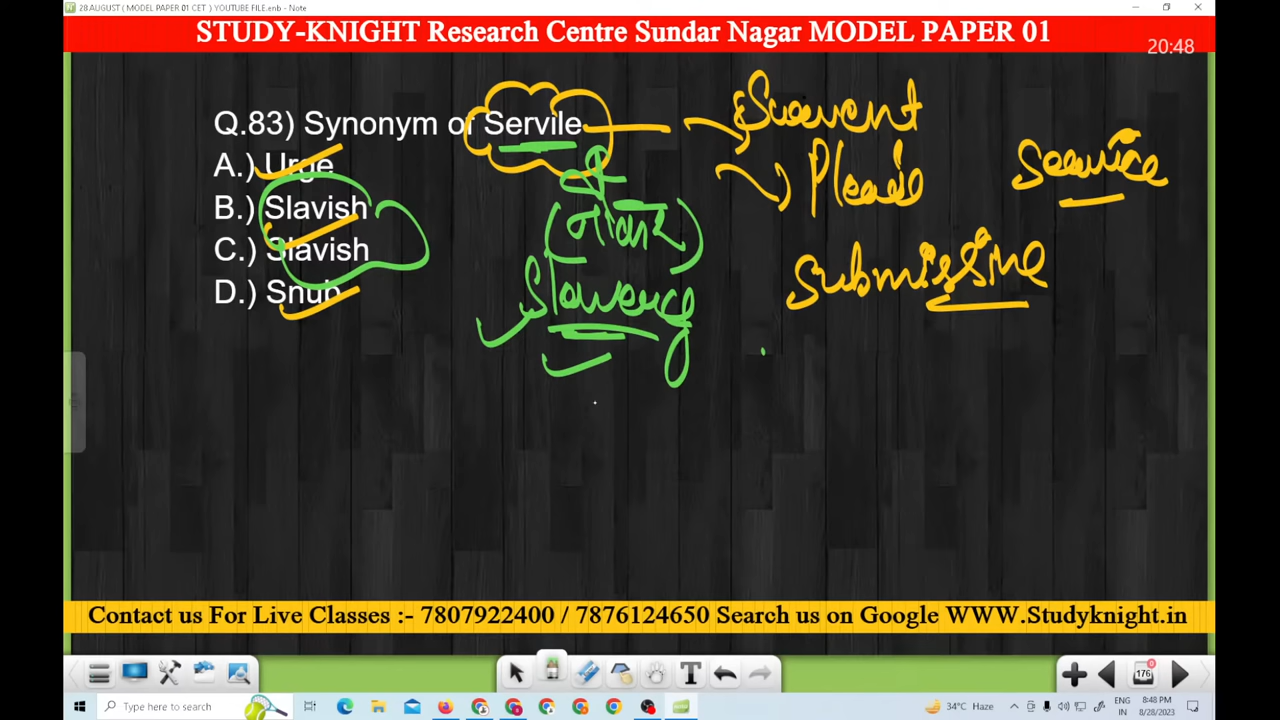 28 AUGUST ( MODEL PAPER 01 CET ) YOUTUBE FILE.enb - Note
STUDY-KNIGHT Research Centre Sundar Nagar MODEL PAPER 01
20:48
Q.83) Synonym of Servile
A.) Urge
B.) Slavish
C.) Slavish
D.) Snub
Servent
Please
Service
Submissive
Contact us For Live Classes :- 7807922400 / 7876124650 Search us on Google WWW.Studyknight.in
T
176
0
Type here to search
34°C Haze
ENG
IN
8:48 PM
8/28/2023